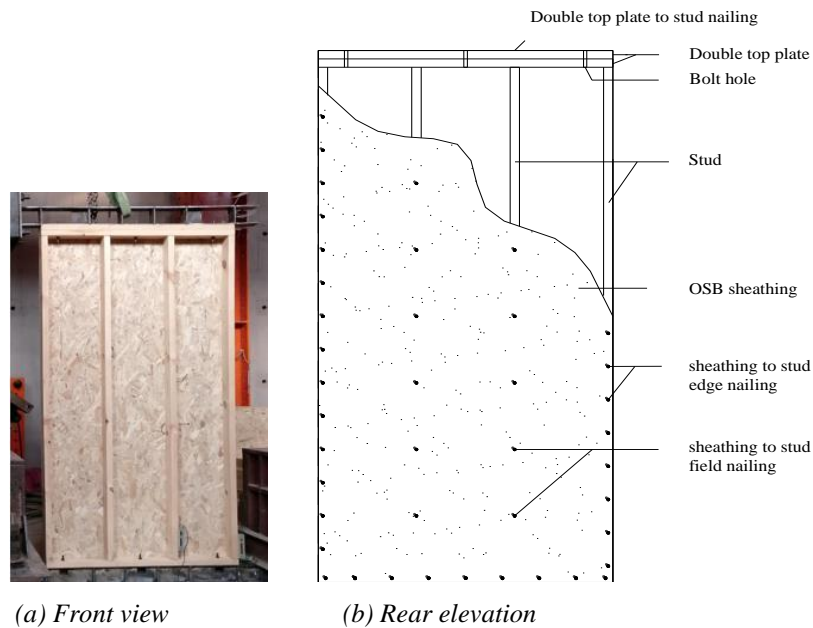 Double top plate to stud nailing
Double top plate
Bolt hole
Stud
OSB sheathing
sheathing to stud
edge nailing
sheathing to stud
field nailing
(a) Front view
(b) Rear elevation